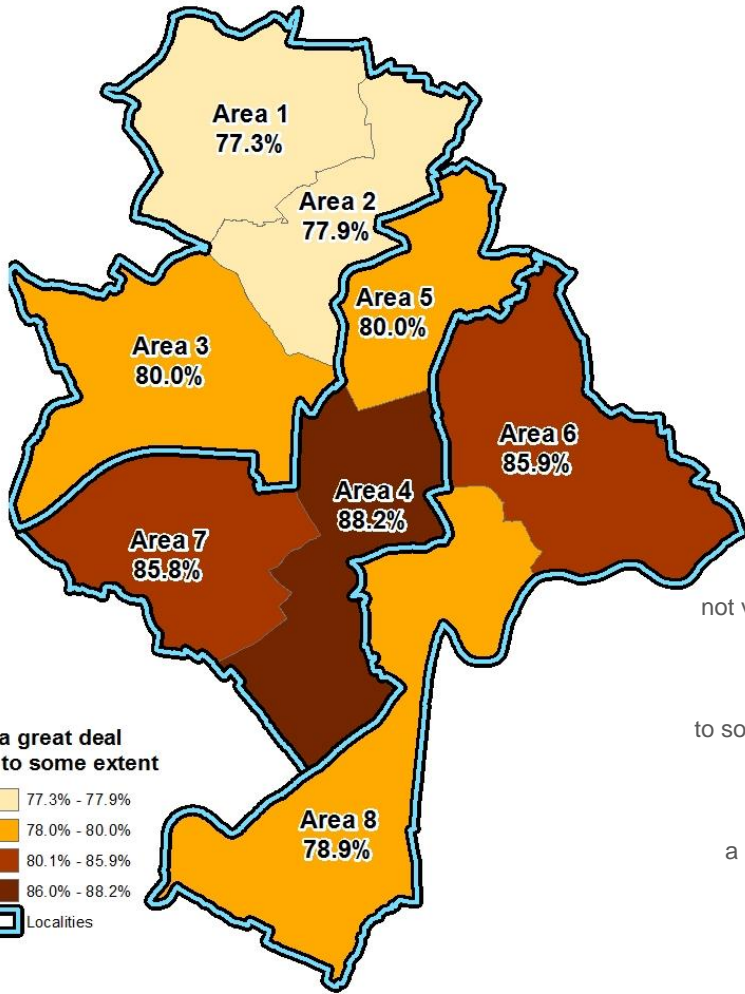 Area 1
77.3%
Area 2
77.9%
Area 5
80.0%
Area 3
80.0%
Area 6
85.9%
Area 4
88.2%
Area 7
85.8%
not
to
a great deal
to some extent
77.3% - 77.9%
78.0% - 80.0%
80.1% - 85.9%
86.0% - 88.2%
Localities
Area 8
78.9%
a